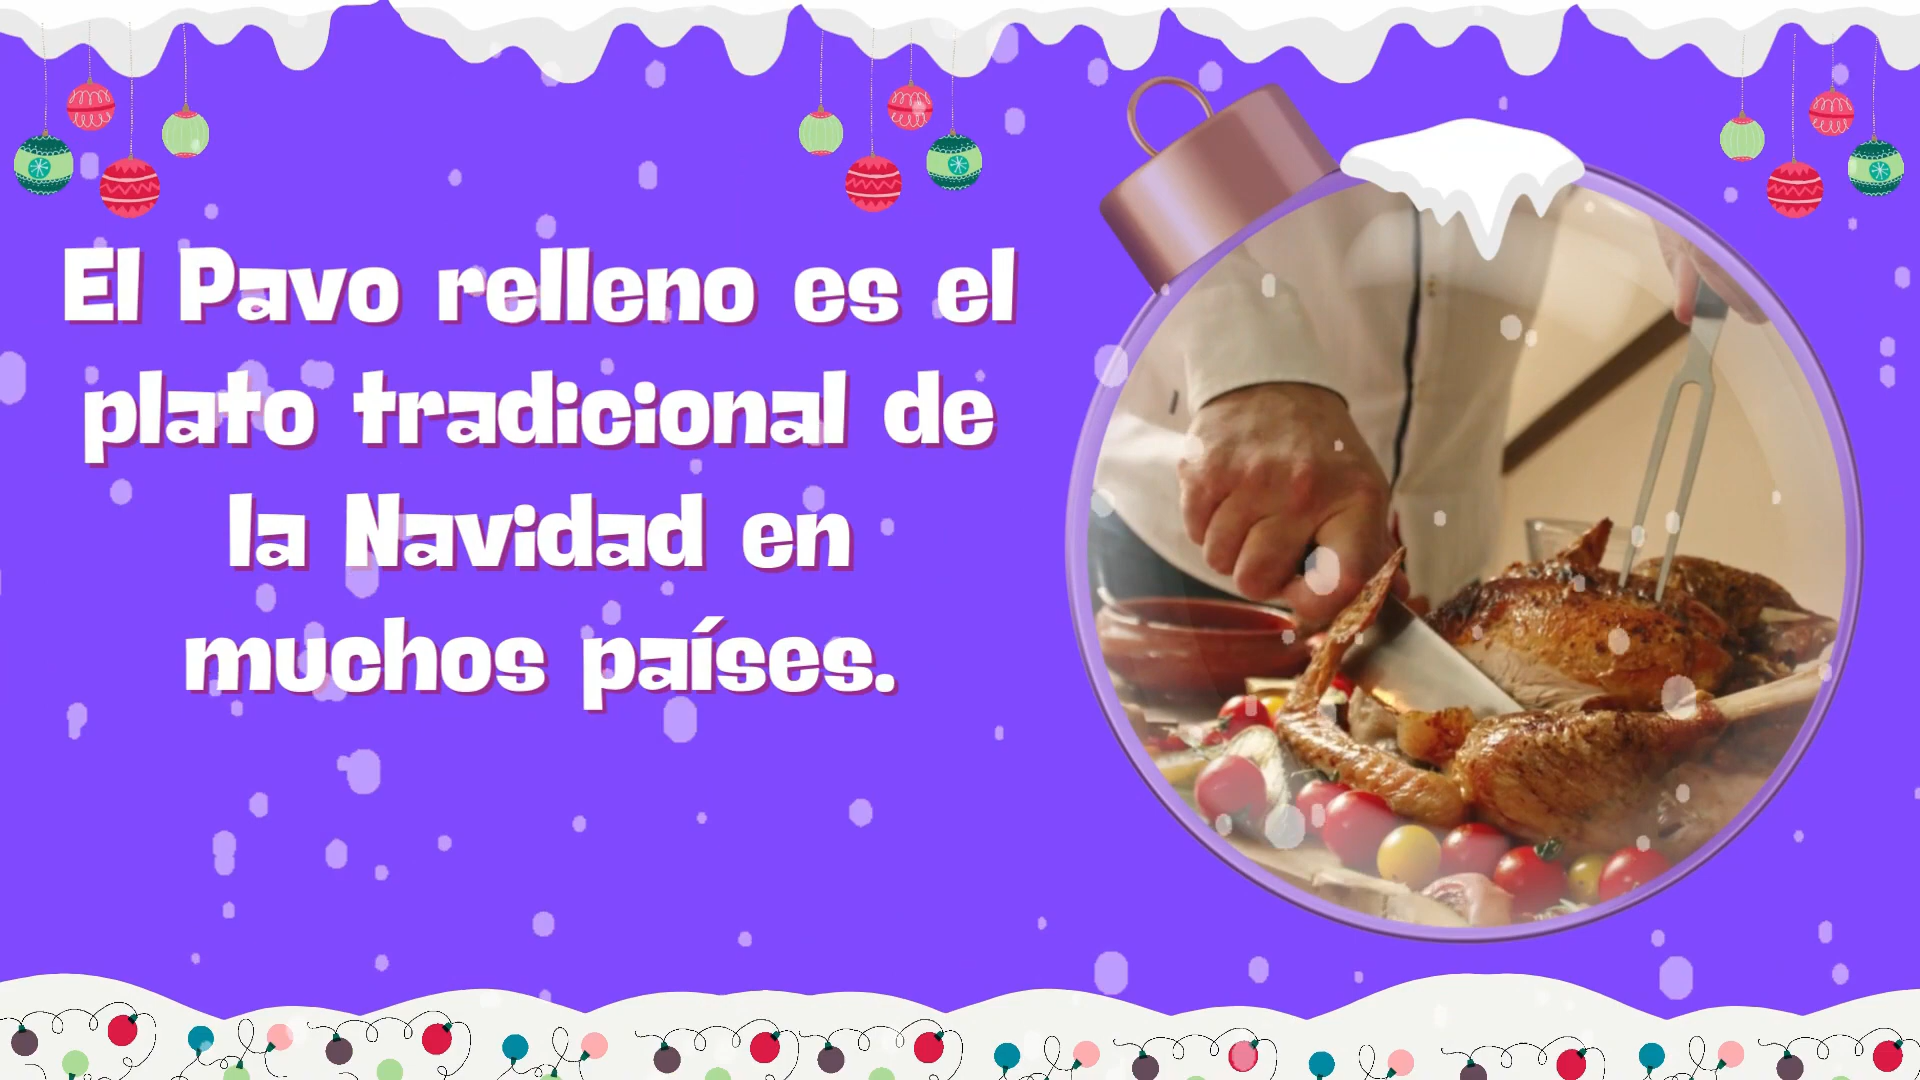 El Pavo relleno es el
plato tradicional de
la Navidad en
muchos países.